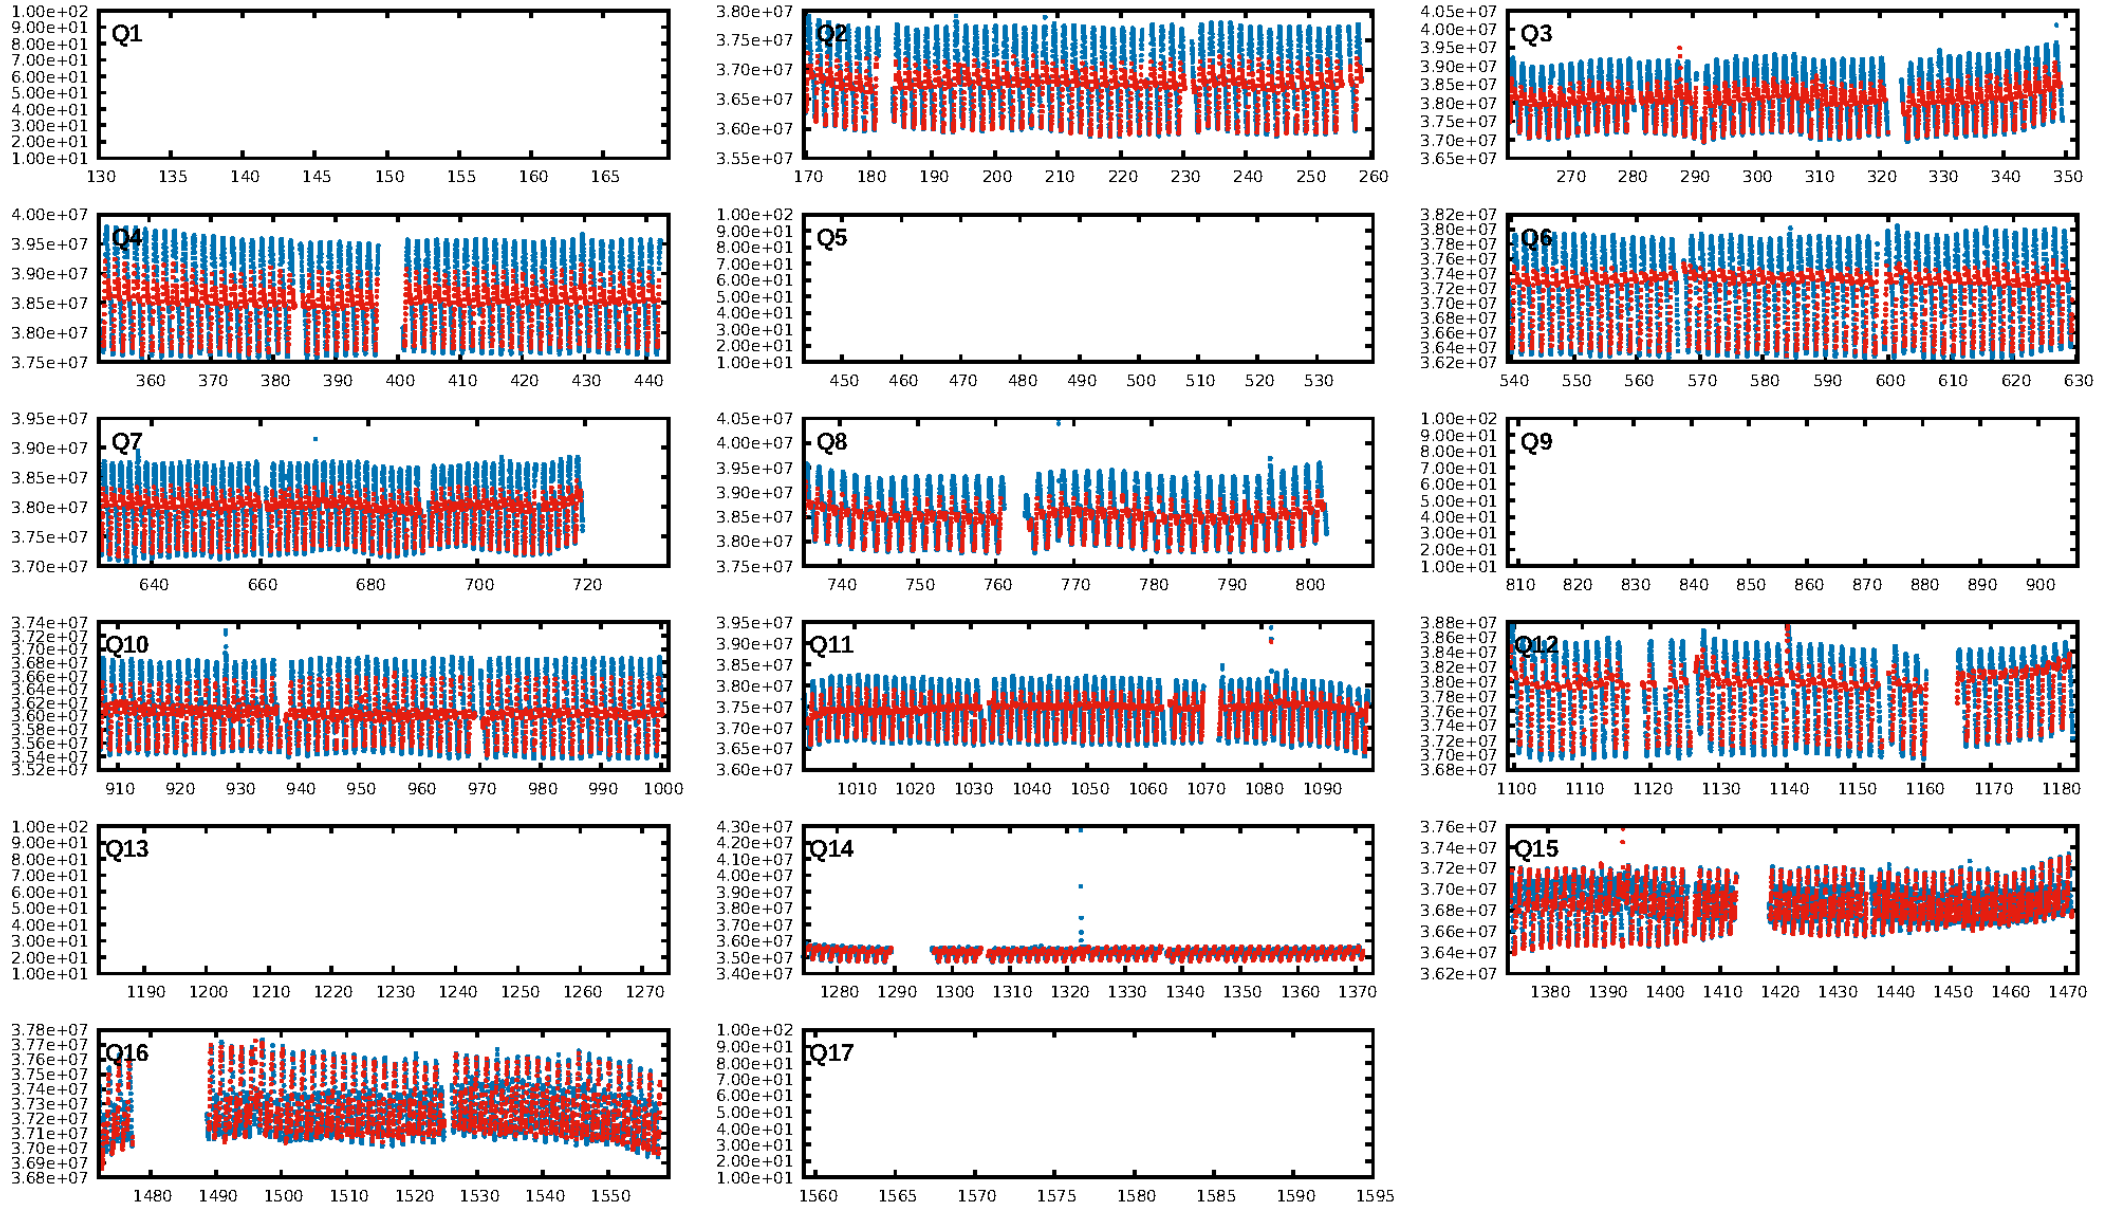 1.00e+02
9.00e+01
8.00e+01
7.00e+01
6.00e+01
5.00e+01
4.00e+01
3.00e+01
2.00e+01
1.00e+01
Q1
130 135 140 145 150 155 160 165
3.80e+07
3.75e+07
3.70e+07
3.65e+07
3.60e+07
3.55e+07
Q2
170 180 190 200 210 220 230 240 250 260
4.05e+07
4.00e+07
3.95e+07
3.90e+07
3.85e+07
3.80e+07
3.75e+07
3.70e+07
3.65e+07
Q3
270 280 290 300 310 320 330 340 350
4.00e+07
3.95e+07
3.90e+07
3.85e+07
3.80e+07
3.75e+07
Q4
360 370 380 390 400 410 420 430 440
1.00e+02
9.00e+01
8.00e+01
7.00e+01
6.00e+01
5.00e+01
4.00e+01
3.00e+01
2.00e+01
1.00e+01
Q5
450 460 470 480 490 500 510 520 530
3.82e+07
3.80e+07
3.78e+07
3.76e+07
3.74e+07
3.72e+07
3.70e+07
3.68e+07
3.66e+07
3.64e+07
3.62e+07
Q6
540 550 560 570 580 590 600 610 620 630
3.95e+07
3.90e+07
3.85e+07
3.80e+07
3.75e+07
3.70e+07
Q7
640 660 680 700 720
4.05e+07
4.00e+07
3.95e+07
3.90e+07
3.85e+07
3.80e+07
3.75e+07
Q8
740 750 760 770 780 790 800
1.00e+02
9.00e+01
8.00e+01
7.00e+01
6.00e+01
5.00e+01
4.00e+01
3.00e+01
2.00e+01
1.00e+01
Q9
810 820 830 840 850 860 870 880 890 900
3.74e+07
3.72e+07
3.70e+07
3.68e+07
3.66e+07
3.64e+07
3.62e+07
3.60e+07
3.58e+07
3.56e+07
3.54e+07
3.52e+07
Q10
910 920 930 940 950 960 970 980 990 1000
3.95e+07
3.90e+07
3.85e+07
3.80e+07
3.75e+07
3.70e+07
3.65e+07
3.60e+07
Q11
1010 1020 1030 1040 1050 1060 1070 1080 1090
3.88e+07
3.86e+07
3.84e+07
3.82e+07
3.80e+07
3.78e+07
3.76e+07
3.74e+07
3.72e+07
3.70e+07
3.68e+07
Q12
1100 1110 1120 1130 1140 1150 1160 1170 1180
1.00e+02
9.00e+01
8.00e+01
7.00e+01
6.00e+01
5.00e+01
4.00e+01
3.00e+01
2.00e+01
1.00e+01
Q13
1190 1200 1210 1220 1230 1240 1250 1260 1270
4.30e+07
4.20e+07
4.10e+07
4.00e+07
3.90e+07
3.80e+07
3.70e+07
3.60e+07
3.50e+07
3.40e+07
Q14
1280 1290 1300 1310 1320 1330 1340 1350 1360 1370
3.76e+07
3.74e+07
3.72e+07
3.70e+07
3.68e+07
3.66e+07
3.64e+07
3.62e+07
Q15
1380 1390 1400 1410 1420 1430 1440 1450 1460 1470
3.78e+07
3.77e+07
3.76e+07
3.75e+07
3.74e+07
3.73e+07
3.72e+07
3.71e+07
3.70e+07
3.69e+07
3.68e+07
Q16
1480 1490 1500 1510 1520 1530 1540 1550
1.00e+02
9.00e+01
8.00e+01
7.00e+01
6.00e+01
5.00e+01
4.00e+01
3.00e+01
2.00e+01
1.00e+01
Q17
1560 1565 1570 1575 1580 1585 1590 1595